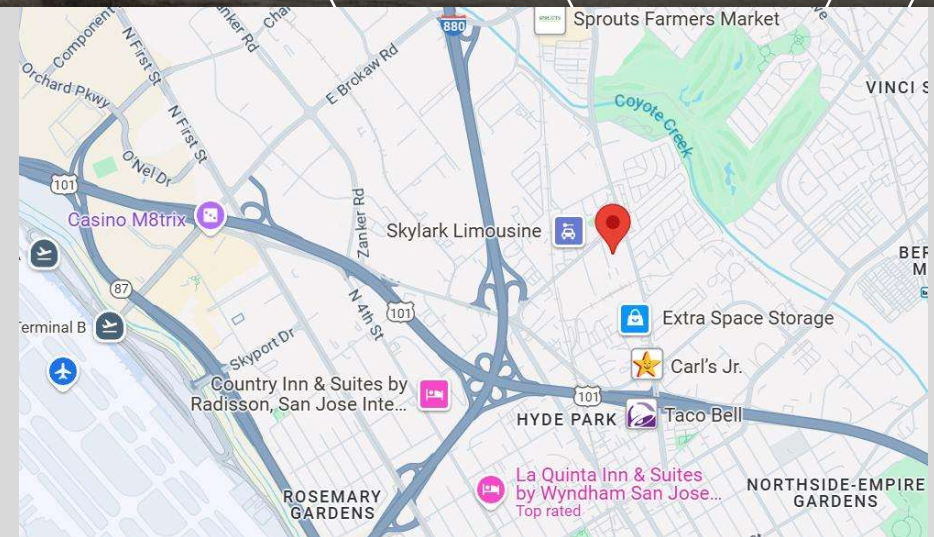 Sprouts Farmers Market
SPROUTS
880
Component
N First St
E Brokaw Rd
Orchard Pkwy
N First St
VINCI S
Coyote Creek
O'Nel Dr
101
Casino M8trix
Zanker Rd
Skylark Limousine
BER
M
87
N 4th St
101
Extra Space Storage
Terminal B
Skyport Dr
Carl's Jr.
Country Inn & Suites by
Radisson, San Jose Inte...
101
HYDE PARK
Taco Bell
La Quinta Inn & Suites
by Wyndham San Jose...
Top rated
NORTHSIDE-EMPIRE
GARDENS
ROSEMARY
GARDENS